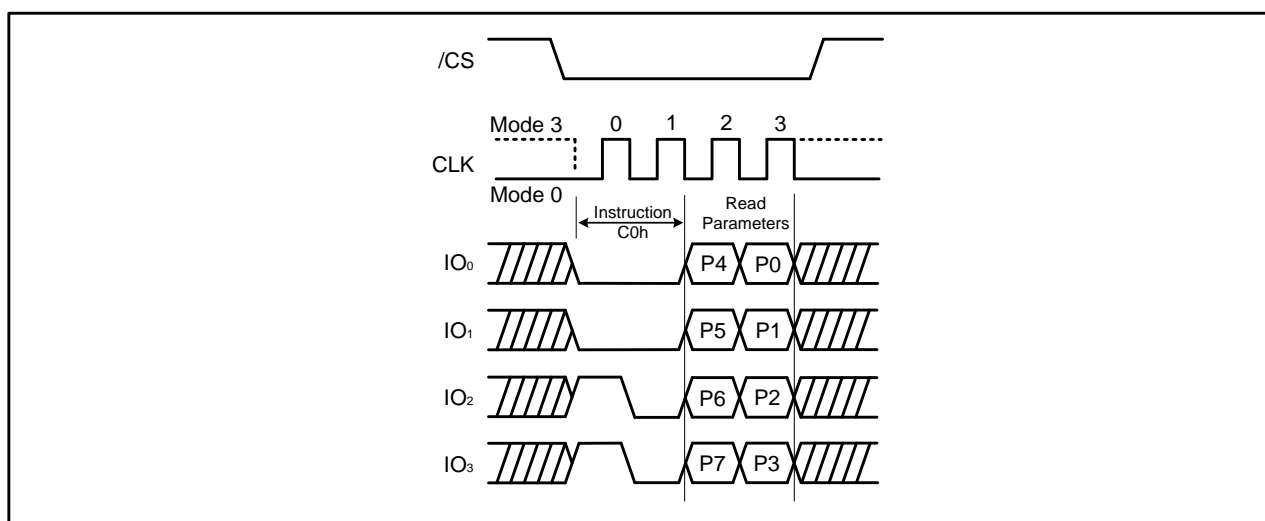 /CS
Mode 3 0 1 2 3
CLK
Mode 0
Instruction
C0h
Read
Parameters
IO₀ P4 P0
IO₁ P5 P1
IO₂ P6 P2
IO₃ P7 P3